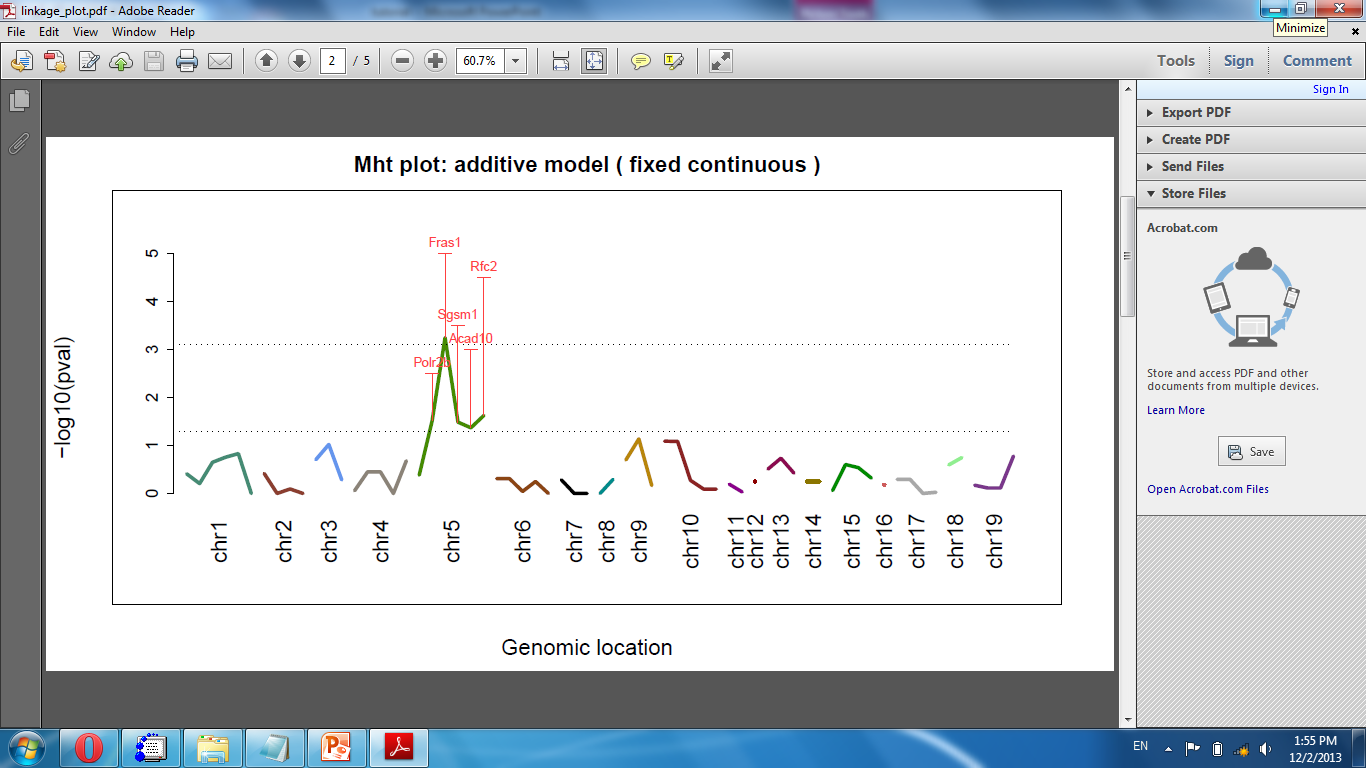 linkage_plot.pdf - Adobe Reader
Minimize
File Edit View Window Help
2 / 5 60.7% Tools Sign Comment
Sign In
Export PDF
Create PDF
Send Files
Store Files
Acrobat.com
Store and access PDF and other
documents from multiple devices.
Learn More
Save
Open Acrobat.com Files
Mht plot: additive model ( fixed continuous )
−log10(pval)
5
4
3
2
1
0
Fras1
Rfc2
Sgsm1
Acad10
Polr2b
chr1 chr2 chr3 chr4 chr5 chr6 chr7 chr8 chr9 chr10 chr11 chr12 chr13 chr14 chr15 chr16 chr17 chr18 chr19
Genomic location
EN
1:55 PM
12/2/2013